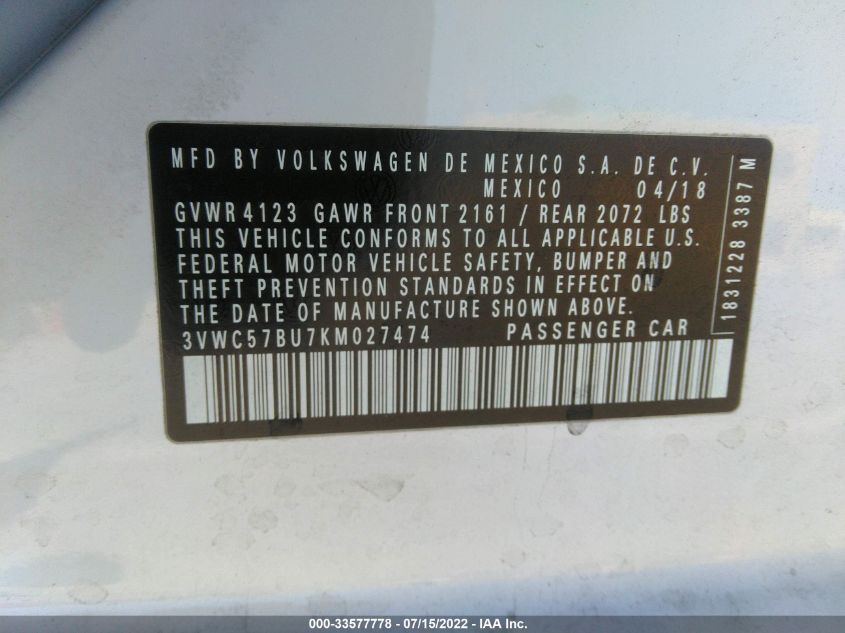 MFD BY VOLKSWAGEN DE MEXICO S.A. DE C.V.
MEXICO 04/18
GVWR 4123 GAWR FRONT 2161 / REAR 2072 LBS
THIS VEHICLE CONFORMS TO ALL APPLICABLE U.S.
FEDERAL MOTOR VEHICLE SAFETY, BUMPER AND
THEFT PREVENTION STANDARDS IN EFFECT ON
THE DATE OF MANUFACTURE SHOWN ABOVE.
3VWC57BU7KM027474 PASSENGER CAR
1831228 3387 M
000-33577778 - 07/15/2022 - IAA